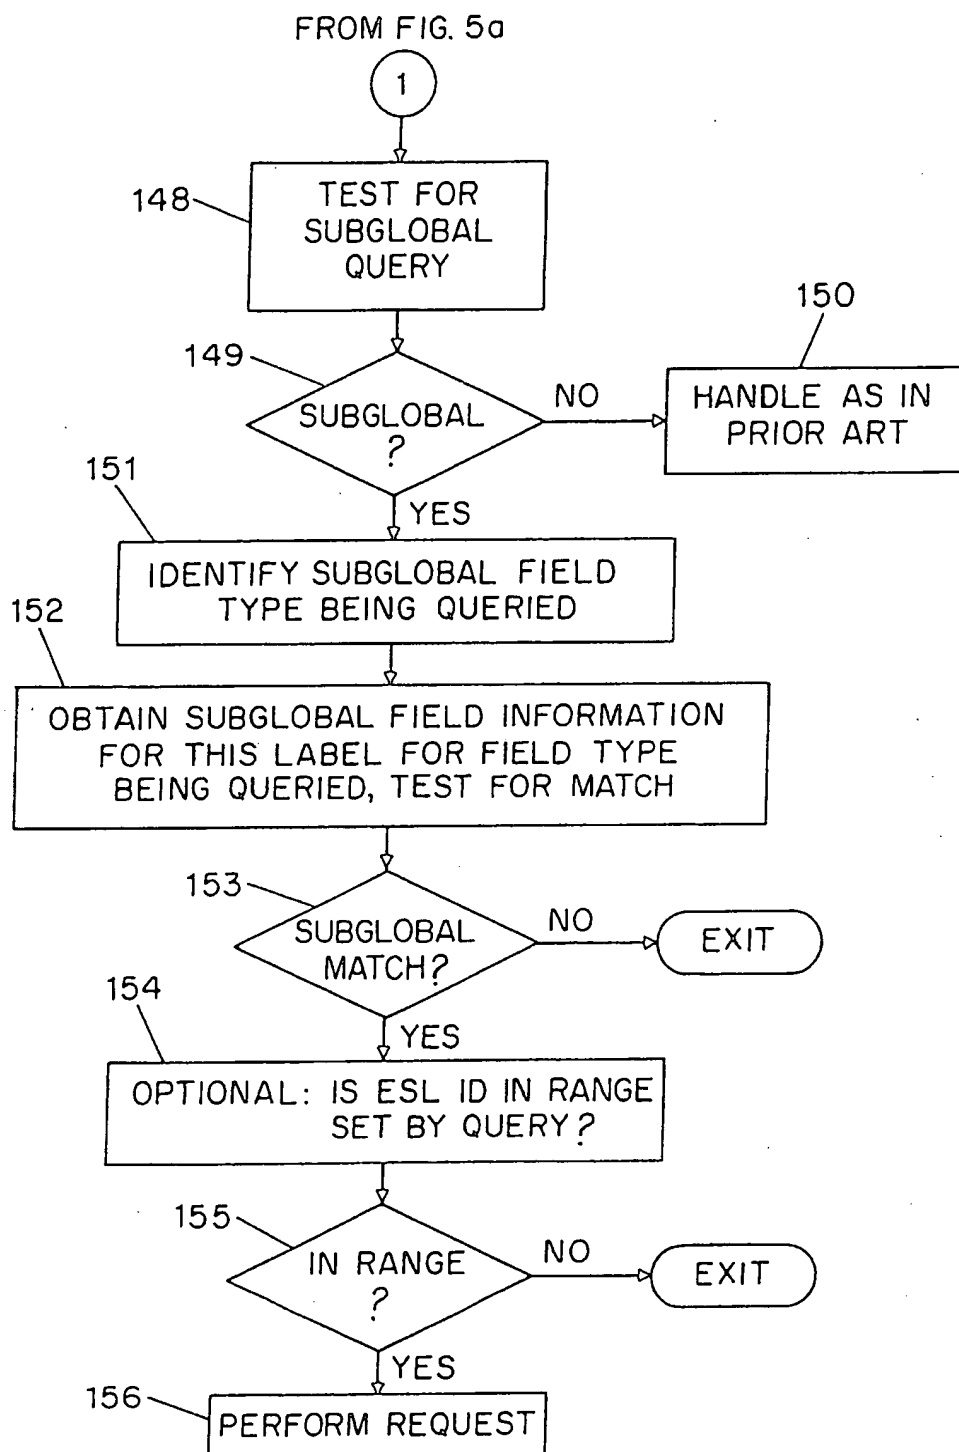 FROM FIG. 5a
1
148
TEST FOR
SUBGLOBAL
QUERY
150
149
SUBGLOBAL
?
NO
HANDLE AS IN
PRIOR ART
YES
151
IDENTIFY SUBGLOBAL FIELD
TYPE BEING QUERIED
152
OBTAIN SUBGLOBAL FIELD INFORMATION
FOR THIS LABEL FOR FIELD TYPE
BEING QUERIED, TEST FOR MATCH
153
SUBGLOBAL
MATCH?
NO
EXIT
YES
154
OPTIONAL: IS ESL ID IN RANGE
SET BY QUERY?
155
IN RANGE
?
NO
EXIT
YES
156
PERFORM REQUEST